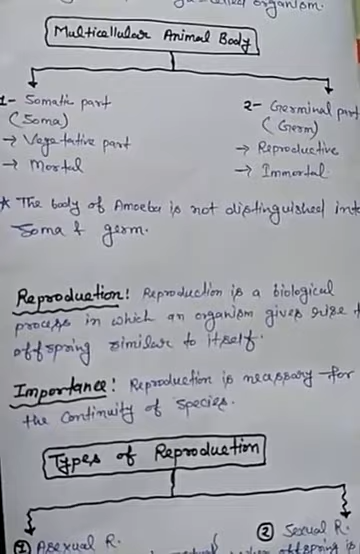 organism.
Multicellular Animal Body
1- Somatic part
(Soma)
→ Vegetative part
→ Mortal
2- Germinal part
(Germ)
→ Reproductive
→ Immortal
* The body of Amoeba is not distinguished into
Soma & germ.
Reproduction: Reproduction is a biological
process in which an organism gives rise t
offspring similar to itself.
Importance: Reproduction is necessary for
the Continuity of species.
Types of Reproduction
① Asexual R.
② Sexual R.
offspring is